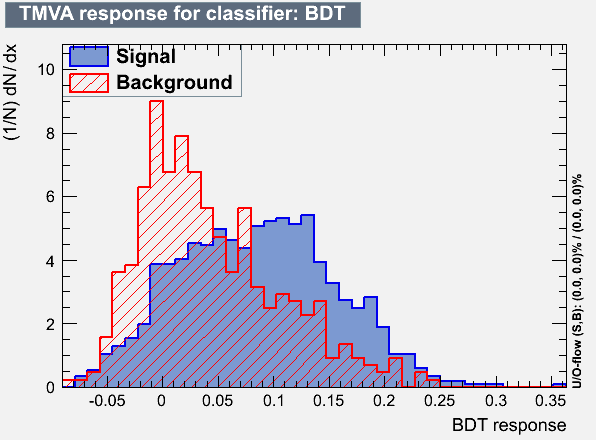 TMVA response for classifier: BDT
Signal
Background
(1/N) dN / dx
10
8
6
4
2
0
-0.05 0 0.05 0.1 0.15 0.2 0.25 0.3 0.35
BDT response
U/O-flow (S,B): (0.0, 0.0)% / (0.0, 0.0)%